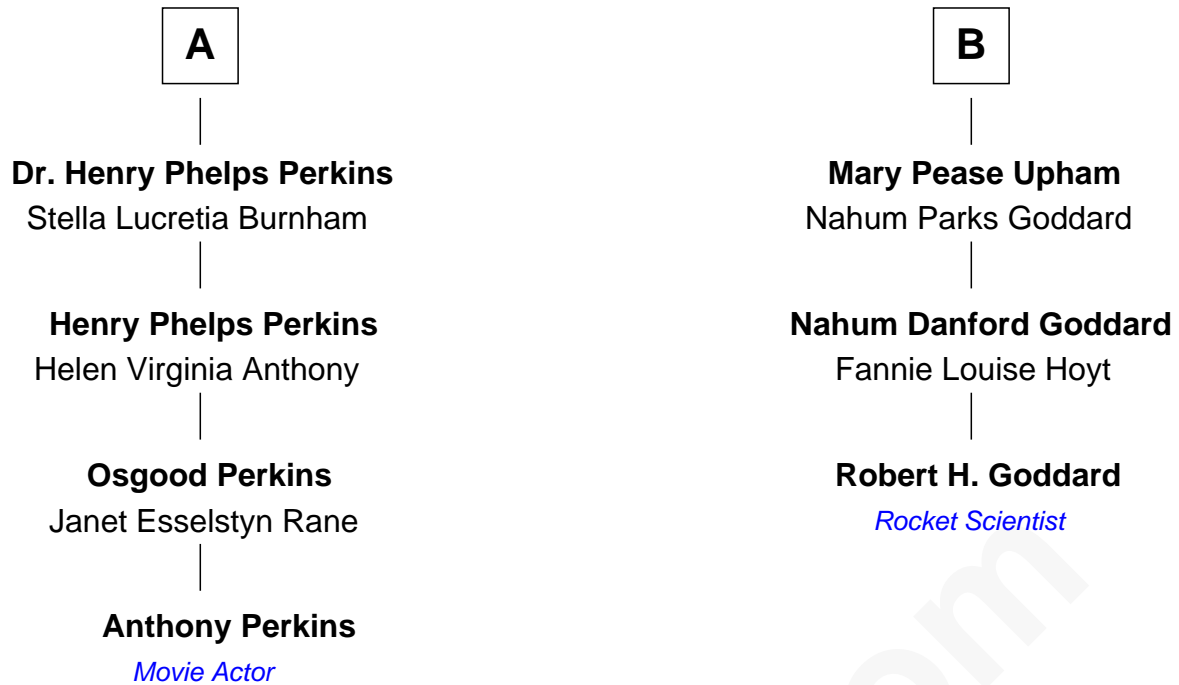 A
Dr. Henry Phelps Perkins
Stella Lucretia Burnham
Henry Phelps Perkins
Helen Virginia Anthony
Osgood Perkins
Janet Esselstyn Rane
Anthony Perkins
Movie Actor
B
Mary Pease Upham
Nahum Parks Goddard
Nahum Danford Goddard
Fannie Louise Hoyt
Robert H. Goddard
Rocket Scientist
om